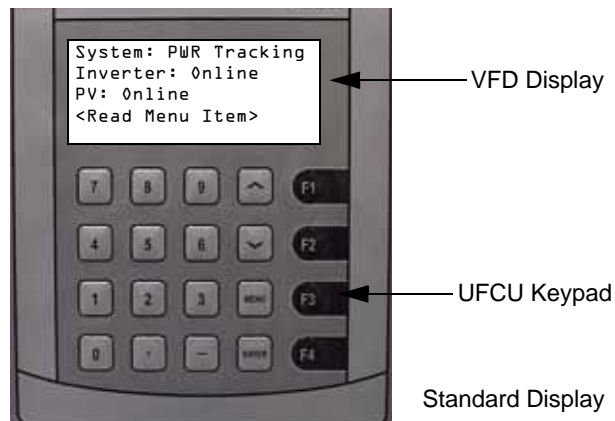 System: PWR Tracking
Inverter: Online
PV: Online
<Read Menu Item>
VFD Display
7 8 9 F1
4 5 6 F2
1 2 3 MENU F3
UFCU Keypad
0 . - ENTER F4
Standard Display